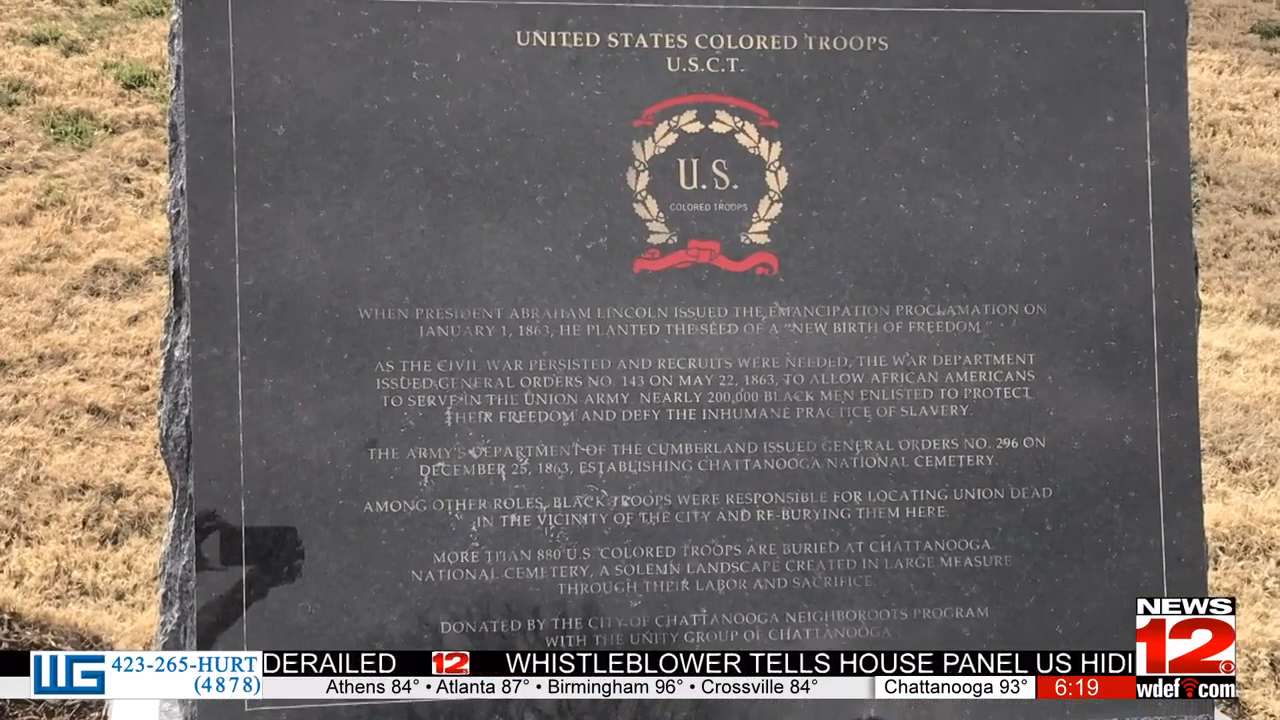 UNITED STATES COLORED TROOPS
U.S.C.T.
U.S.
COLORED TROOPS
WHEN PRESIDENT ABRAHAM LINCOLN ISSUED THE EMANCIPATION PROCLAMATION ON
JANUARY 1, 1863, HE PLANTED THE SEED OF A "NEW BIRTH OF FREEDOM."
AS THE CIVIL WAR PERSISTED AND RECRUITS WERE NEEDED, THE WAR DEPARTMENT
ISSUED GENERAL ORDERS NO. 143 ON MAY 22, 1863, TO ALLOW AFRICAN AMERICANS
TO SERVE IN THE UNION ARMY. NEARLY 200,000 BLACK MEN ENLISTED TO PROTECT
THEIR FREEDOM AND DEFY THE INHUMANE PRACTICE OF SLAVERY.
THE ARMY'S DEPARTMENT OF THE CUMBERLAND ISSUED GENERAL ORDERS NO. 296 ON
DECEMBER 25, 1863, ESTABLISHING CHATTANOOGA NATIONAL CEMETERY.
AMONG OTHER ROLES, BLACK TROOPS WERE RESPONSIBLE FOR LOCATING UNION DEAD
IN THE VICINITY OF THE CITY AND RE-BURYING THEM HERE.
MORE THAN 880 U.S. COLORED TROOPS ARE BURIED AT CHATTANOOGA
NATIONAL CEMETERY, A SOLEMN LANDSCAPE CREATED IN LARGE MEASURE
THROUGH THEIR LABOR AND SACRIFICE.
DONATED BY THE CITY OF CHATTANOOGA NEIGHBOROOTS PROGRAM
WITH THE UNITY GROUP OF CHATTANOOGA
NEWS
12
wdef.com
WG 423-265-HURT
(4878)
DERAILED 12 WHISTLEBLOWER TELLS HOUSE PANEL US HIDI
Athens 84° • Atlanta 87° • Birmingham 96° • Crossville 84°
Chattanooga 93° 6:19